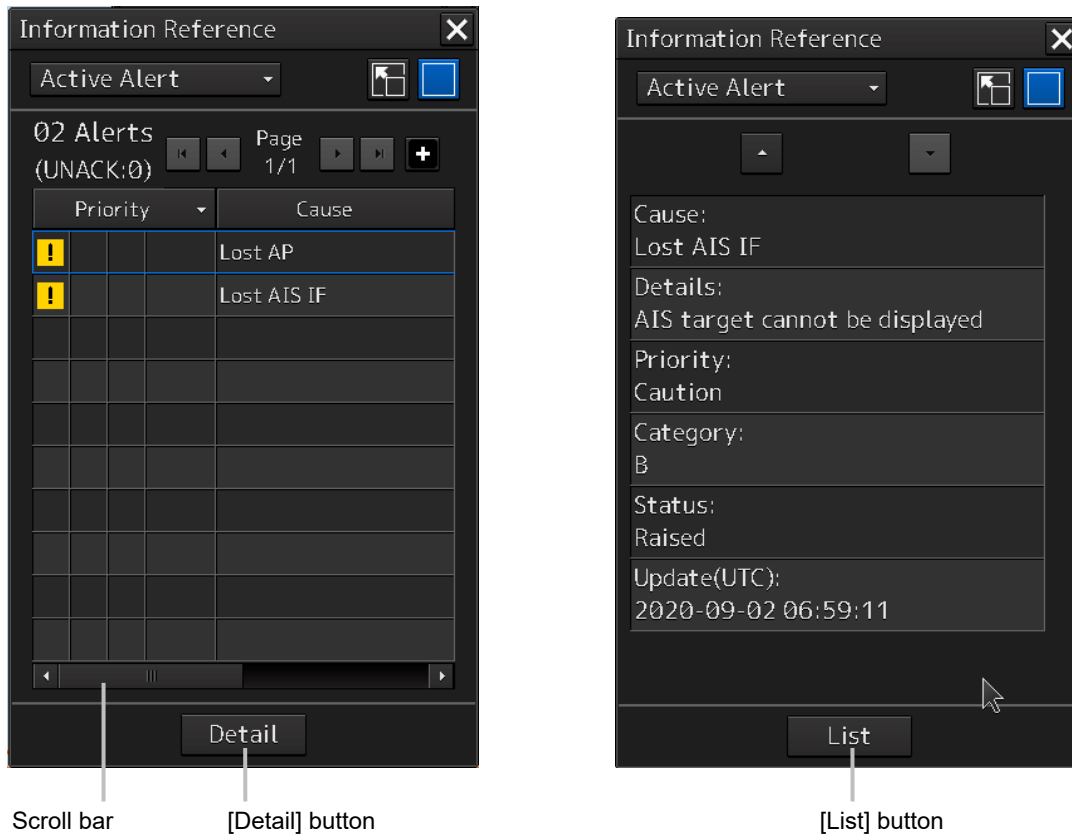 Information Reference
Active Alert
02 Alerts
(UNACK:0)
Page
1/1
Priority
Cause
Lost AP
Lost AIS IF
Detail
Scroll bar
[Detail] button
Information Reference
Active Alert
Cause:
Lost AIS IF
Details:
AIS target cannot be displayed
Priority:
Caution
Category:
B
Status:
Raised
Update(UTC):
2020-09-02 06:59:11
List
[List] button